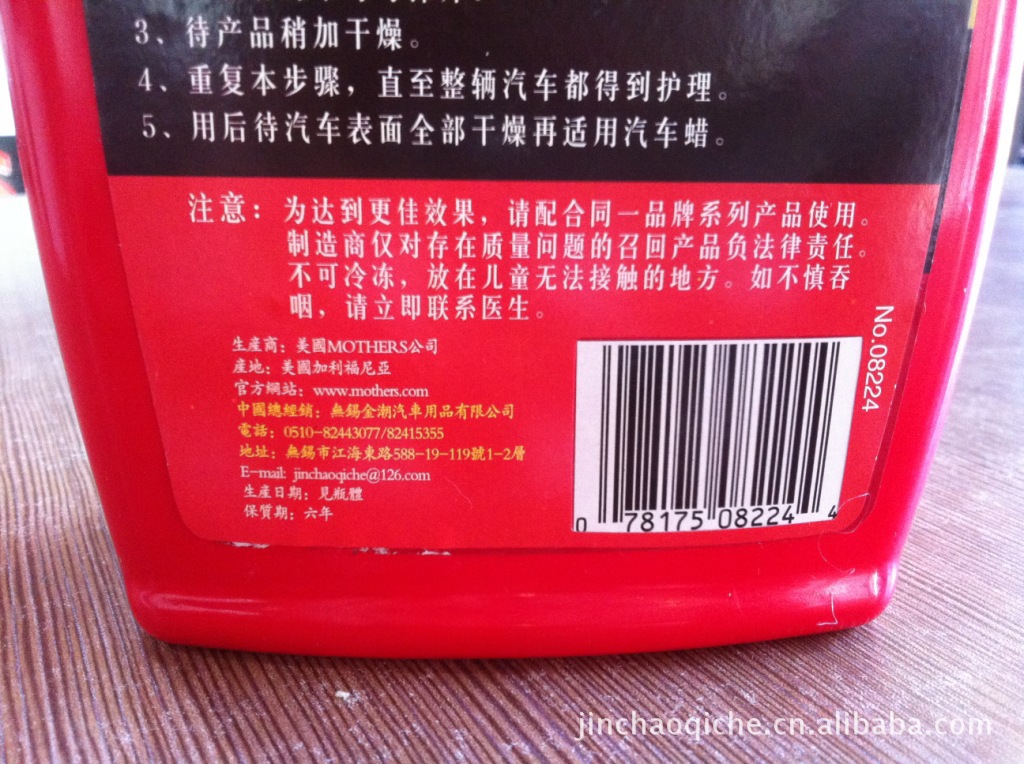 3、待产品稍加干燥。
4、重复本步骤，直至整辆汽车都得到护理。
5、用后待汽车表面全部干燥再适用汽车蜡。
注意：为达到更佳效果，请配合同一品牌系列产品使用。
制造商仅对存在质量问题的召回产品负法律责任。
不可冷冻，放在儿童无法接触的地方。如不慎吞
咽，请立即联系医生。
生産商：美國MOTHERS公司
産地：美國加利福尼亞
官方網站：www.mothers.com
中國總經銷：無錫金潮汽車用品有限公司
電話：0510-82443077/82415355
地址：無錫市江海東路588-19-119號1-2層
E-mail: jinchaoqiche@126.com
生産日期：見瓶體
保質期：六年
No.08224
0 78175 08224 4
jinchaoqiche.cn.alibaba.com